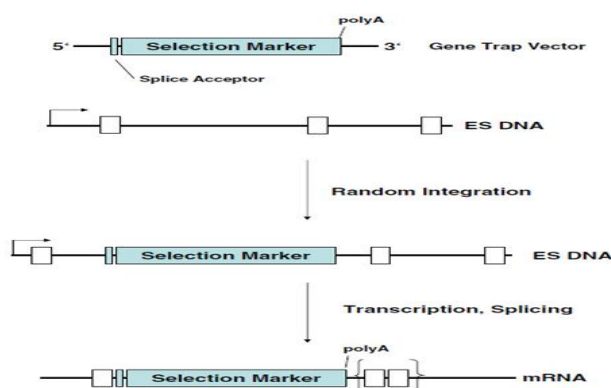 polyA
5‘ Selection Marker 3‘ Gene Trap Vector
Splice Acceptor
ES DNA
Random Integration
Selection Marker ES DNA
Transcription, Splicing
polyA
Selection Marker mRNA